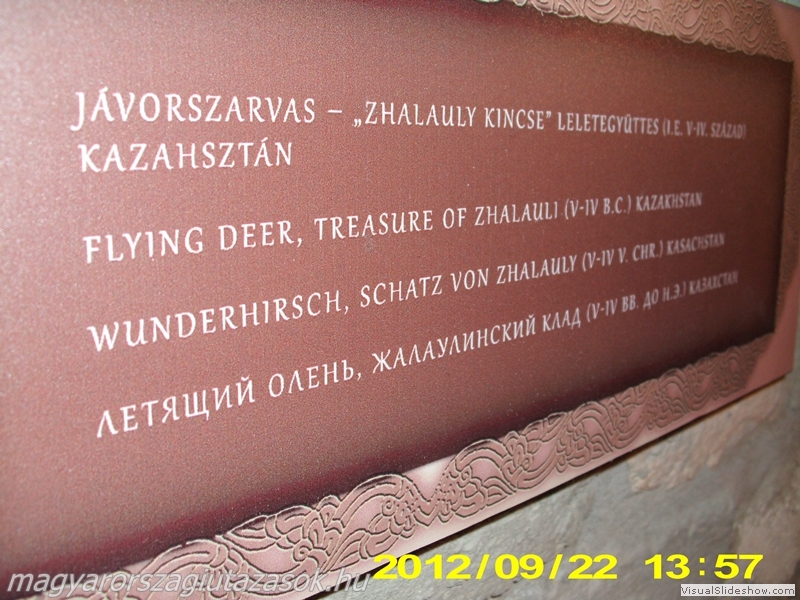 JÁVORSZARVAS – „ZHALAULY KINCSE” LELETEGYÜTTES (I.E. V-IV. SZÁZAD)
KAZAHSZTÁN
FLYING DEER, TREASURE OF ZHALAULI (V-IV B.C.) KAZAKHSTAN
WUNDERHIRSCH, SCHATZ VON ZHALAULY (V-IV V. CHR.) KASACHSTAN
ЛЕТЯЩИЙ ОЛЕНЬ, ЖАЛАУЛИНСКИЙ КЛАД (V-IV ВВ. ДО Н.Э.) КАЗАХСТАН
2012/09/22 13:57
magyarországiutazások.hu
VisualSlideshow.com